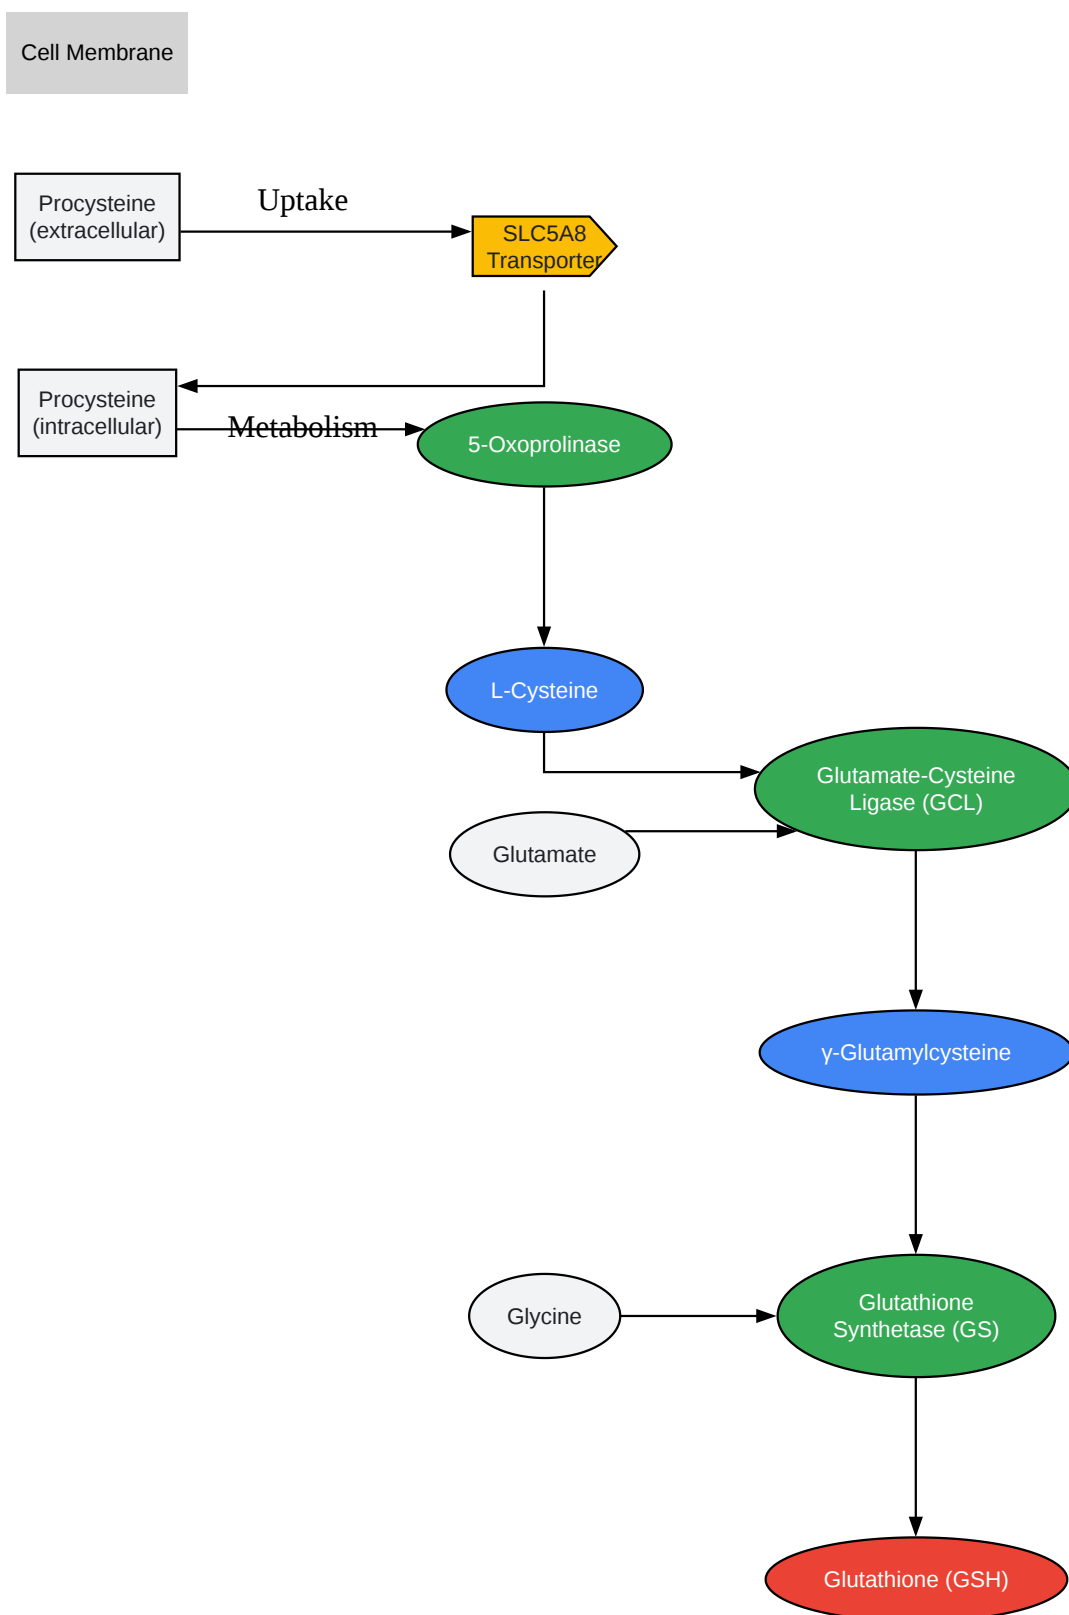 Cell Membrane
Procysteine
(extracellular)
Uptake
SLC5A8
Transporter
Procysteine
(intracellular)
Metabolism
5-Oxoprolinase
L-Cysteine
Glutamate-Cysteine
Ligase (GCL)
Glutamate
γ-Glutamylcysteine
Glycine
Glutathione
Synthetase (GS)
Glutathione (GSH)